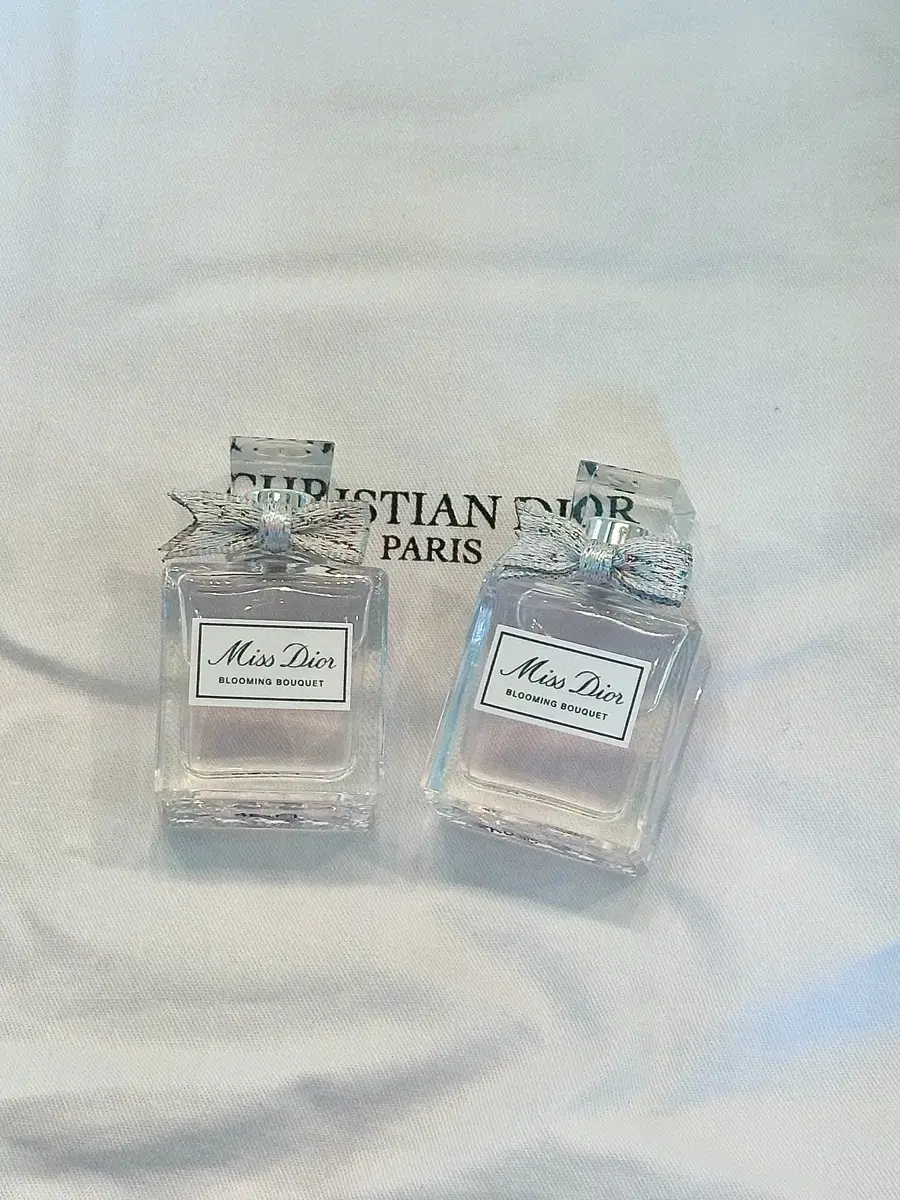 CHRISTIAN DIOR
PARIS
Miss Dior
BLOOMING BOUQUET
Miss Dior
BLOOMING BOUQUET